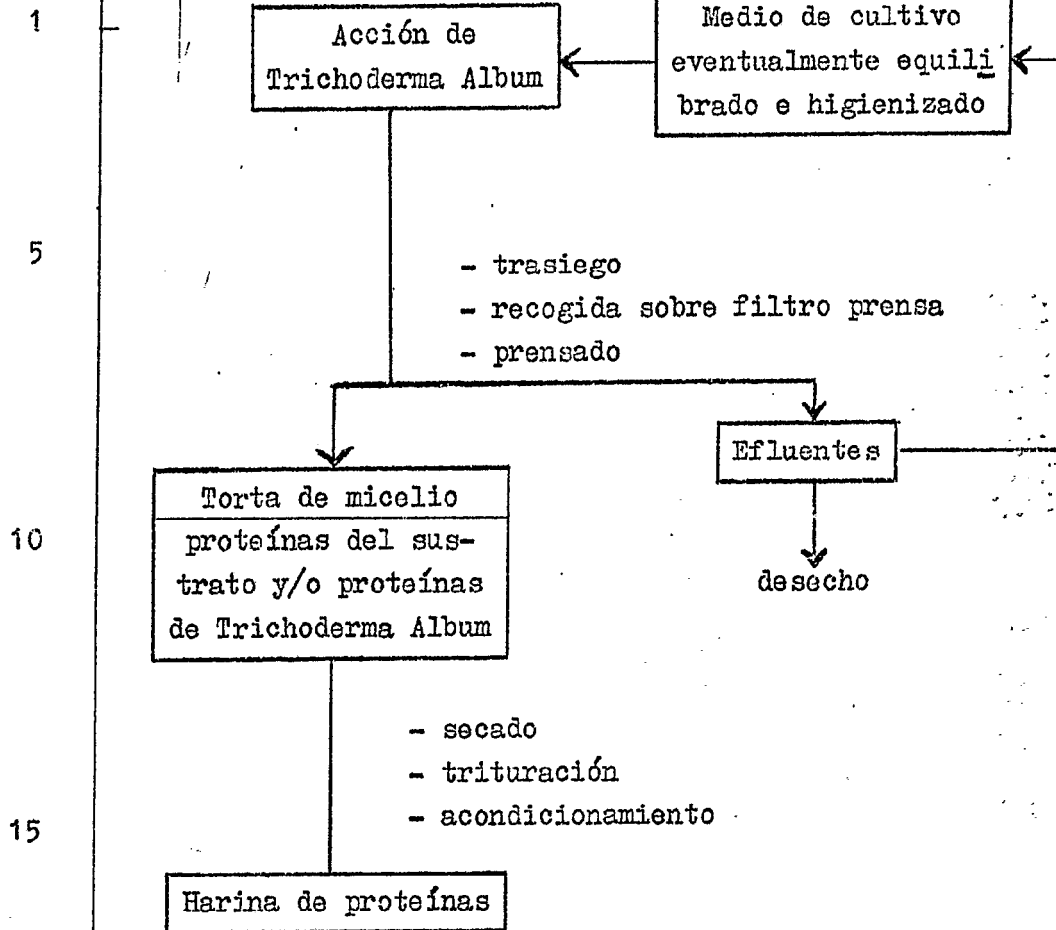 1
Acción de
Trichoderma Album
Medio de cultivo
eventualmente equili
brado e higienizado
5
- trasiego
- recogida sobre filtro prensa
- prensado
Efluentes
desecho
Torta de micelio
10
proteínas del sus-
trato y/o proteínas
de Trichoderma Album
- secado
- trituración
- acondicionamiento
15
Harina de proteínas